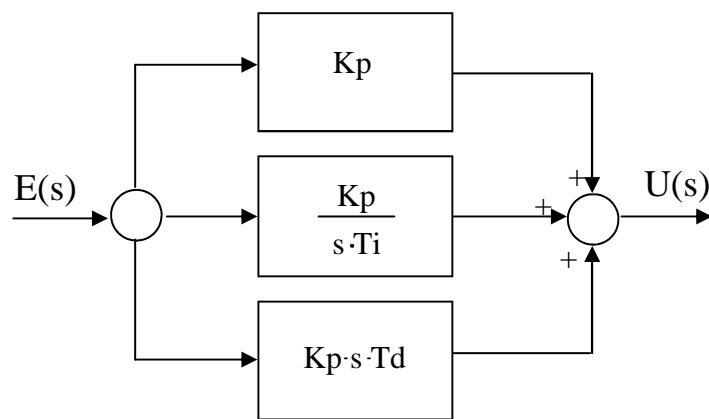 Kp
E(s)
Kp
s·Ti
+
+
+
U(s)
Kp·s·Td